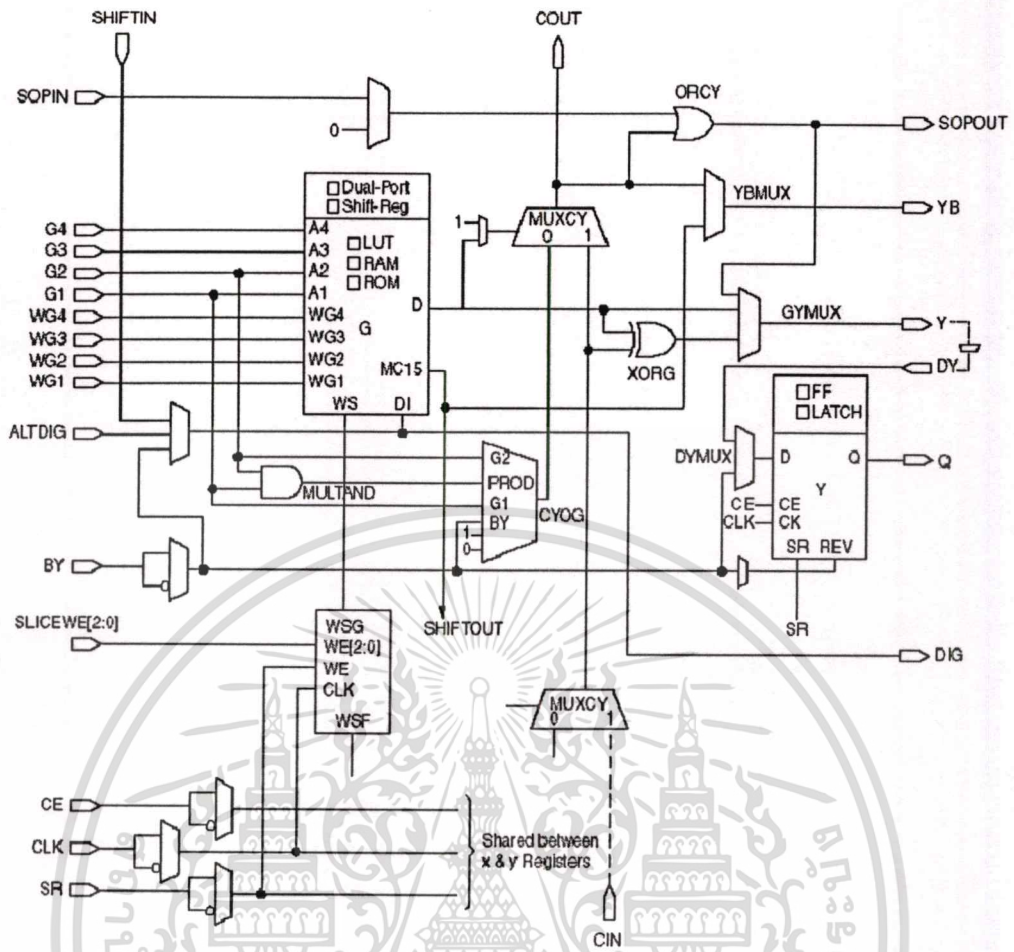 SHIFTIN
COUT
SOPIN
ORCY
0
SOPOUT
Dual-Port
Shift-Reg
YBMUX
YB
1
MUXCY
0 1
G4
A4
LUT
G3
A3
RAM
G2
A2
ROM
G1
A1
D
WG4
WG4
G
WG3
WG3
WG2
WG2
MC15
WG1
WG1
WS
DI
GYMUX
Y
XORG
DY
FF
LATCH
ALTDIG
G2
PROD
G1
BY
1
0
MULTAND
CYOG
DYMUX
D
Q
Q
Y
CE
CE
CLK
CK
SR REV
BY
SHIFTOUT
SR
SLICEWE[2:0]
WSG
WE[2:0]
WE
CLK
WSF
DIG
MUXCY
0 1
CE
CLK
SR
Shared between
x & y Registers
CIN